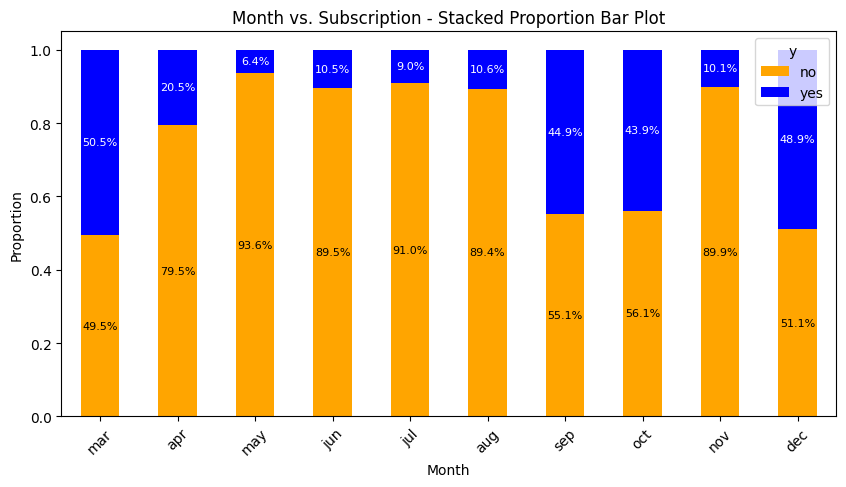 Month vs. Subscription - Stacked Proportion Bar Plot
Proportion
1.0
0.8
0.6
0.4
0.2
0.0
50.5%
49.5%
20.5%
79.5%
6.4%
93.6%
10.5%
89.5%
9.0%
91.0%
10.6%
89.4%
44.9%
55.1%
43.9%
56.1%
10.1%
89.9%
48.9%
51.1%
y
no
yes
mar
apr
may
jun
jul
aug
sep
oct
nov
dec
Month